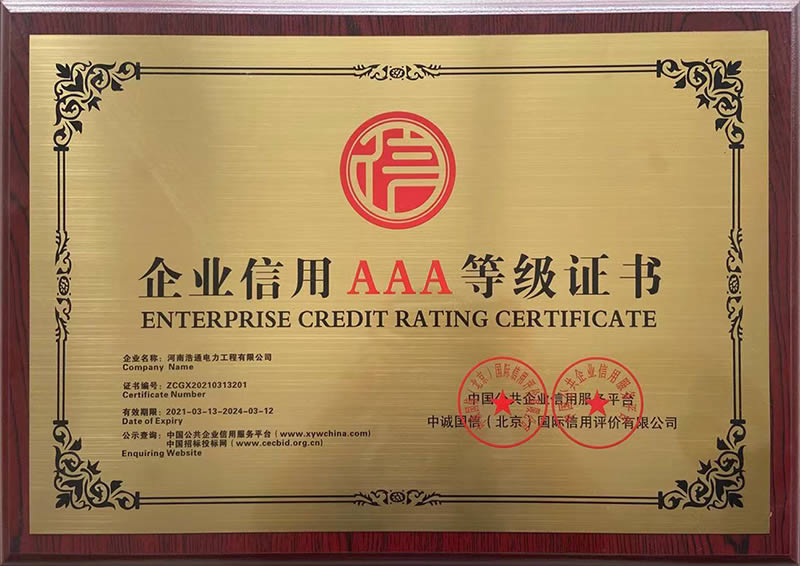 信
企业信用AAA等级证书
ENTERPRISE CREDIT RATING CERTIFICATE
企业名称：河南浩通电力工程有限公司
Company Name
证书编号：ZCGX20210313201
Certificate Number
有效期限：2021-03-13-2024-03-12
Date of Expiry
公示查询：中国公共企业信用服务平台（www.xywchina.com）
中国招标投标网（www.cecbid.org.cn）
Enquiring Website
中国公共企业信用服务平台
中诚国信（北京）国际信用评价有限公司